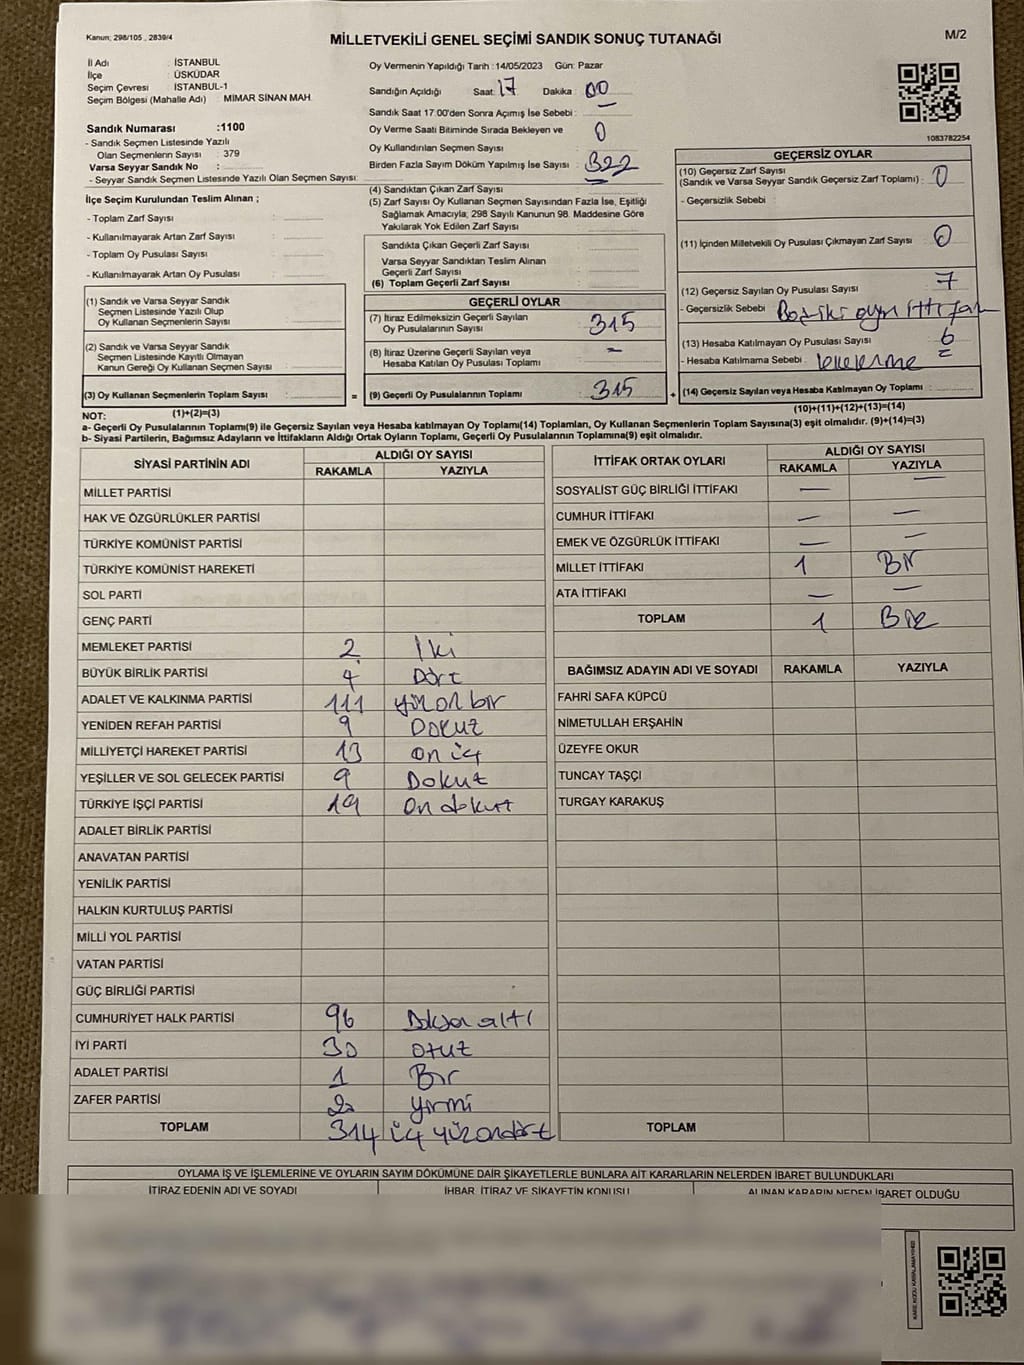 Kanun; 298/105 , 2839/4
MİLLETVEKİLİ GENEL SEÇİMİ SANDIK SONUÇ TUTANAĞI
M/2
İl Adı : İSTANBUL
İlçe : ÜSKÜDAR
Seçim Çevresi : İSTANBUL-1
Seçim Bölgesi (Mahalle Adı) : MİMAR SİNAN MAH.
Sandık Numarası :1100
- Sandık Seçmen Listesinde Yazılı
Olan Seçmenlerin Sayısı : 379
Varsa Seyyar Sandık No :
- Seyyar Sandık Seçmen Listesinde Yazılı Olan Seçmen Sayısı:
Oy Vermenin Yapıldığı Tarih :14/05/2023 Gün: Pazar
Sandığın Açıldığı Saat: 17 Dakika : 00
Sandık Saat 17.00'den Sonra Açımış İse Sebebi :
Oy Verme Saati Bitiminde Sırada Bekleyen ve
Oy Kullandırılan Seçmen Sayısı : 0
Birden Fazla Sayım Döküm Yapılmış İse Sayısı : 322
1083782254
İlçe Seçim Kurulundan Teslim Alınan ;
- Toplam Zarf Sayısı :
- Kullanılmayarak Artan Zarf Sayısı :
- Toplam Oy Pusulası Sayısı :
- Kullanılmayarak Artan Oy Pusulası :
(4) Sandıktan Çıkan Zarf Sayısı :
(5) Zarf Sayısı Oy Kullanan Seçmen Sayısından Fazla İse, Eşitliği
Sağlamak Amacıyla, 298 Sayılı Kanunun 98. Maddesine Göre
Yakılarak Yok Edilen Zarf Sayısı :
Sandıkta Çıkan Geçerli Zarf Sayısı :
Varsa Seyyar Sandıktan Teslim Alınan
Geçerli Zarf Sayısı :
(6) Toplam Geçerli Zarf Sayısı :
GEÇERSİZ OYLAR
(10) Geçersiz Zarf Sayısı
(Sandık ve Varsa Seyyar Sandık Geçersiz Zarf Toplamı) : 0
- Geçersizlik Sebebi :
(11) İçinden Milletvekili Oy Pusulası Çıkmayan Zarf Sayısı : 0
(12) Geçersiz Sayılan Oy Pusulası Sayısı : 7
- Geçersizlik Sebebi : iki ayrı ittifak
(13) Hesaba Katılmayan Oy Pusulası Sayısı : 6
- Hesaba Katılmama Sebebi :
(14) Geçersiz Sayılan veya Hesaba Katılmayan Oy Toplamı :
(10)+(11)+(12)+(13)=(14)
(1) Sandık ve Varsa Seyyar Sandık
Seçmen Listesinde Yazılı Olup
Oy Kullanan Seçmenlerin Sayısı :
(2) Sandık ve Varsa Seyyar Sandık
Seçmen Listesinde Kayıtlı Olmayan
Kanun Gereği Oy Kullanan Seçmen Sayısı :
(3) Oy Kullanan Seçmenlerin Toplam Sayısı :
=
GEÇERLİ OYLAR
(7) İtiraz Edilmeksizin Geçerli Sayılan
Oy Pusulalarının Sayısı : 315
(8) İtiraz Üzerine Geçerli Sayılan veya
Hesaba Katılan Oy Pusulası Toplamı : –
(9) Geçerli Oy Pusulalarının Toplamı : 315
+
NOT: (1)+(2)=(3)
a- Geçerli Oy Pusulaları Toplamı(9) ile Geçersiz Sayılan veya Hesaba katılmayan Oy Toplamı(14) Toplamları, Oy Kullanan Seçmenlerin Toplam Sayısına(3) eşit olmalıdır. (9)+(14)=(3)
b- Siyasi Partilerin, Bağımsız Adayların ve İttifakların Aldığı Ortak Oyların Toplamı, Geçerli Oy Pusulalarının Toplamına(9) eşit olmalıdır.
SİYASİ PARTİNİN ADI ALDIĞI OY SAYISI
RAKAMLA YAZIYLA
MİLLET PARTİSİ
HAK VE ÖZGÜRLÜKLER PARTİSİ
TÜRKİYE KOMÜNİST PARTİSİ
TÜRKİYE KOMÜNİST HAREKETİ
SOL PARTİ
GENÇ PARTİ
MEMLEKET PARTİSİ 2 İki
BÜYÜK BİRLİK PARTİSİ 4 Dört
ADALET VE KALKINMA PARTİSİ 111 yüz on bir
YENİDEN REFAH PARTİSİ 9 Dokuz
MİLLİYETÇİ HAREKET PARTİSİ 13 on üç
YEŞİLLER VE SOL GELECEK PARTİSİ 9 Dokuz
TÜRKİYE İŞÇİ PARTİSİ 19 On dokuz
ADALET BİRLİK PARTİSİ
ANAVATAN PARTİSİ
YENİLİK PARTİSİ
HALKIN KURTULUŞ PARTİSİ
MİLLİ YOL PARTİSİ
VATAN PARTİSİ
GÜÇ BİRLİĞİ PARTİSİ
CUMHURİYET HALK PARTİSİ 96 Doksan altı
İYİ PARTİ 30 otuz
ADALET PARTİSİ 1 Bir
ZAFER PARTİSİ 20 yirmi
TOPLAM 314 üç yüz on dört
İTTİFAK ORTAK OYLARI ALDIĞI OY SAYISI
RAKAMLA YAZIYLA
SOSYALİST GÜÇ BİRLİĞİ İTTİFAKI — —
CUMHUR İTTİFAKI — —
EMEK VE ÖZGÜRLÜK İTTİFAKI — —
MİLLET İTTİFAKI 1 Bir
ATA İTTİFAKI — —
TOPLAM 1 Bir
BAĞIMSIZ ADAYIN ADI VE SOYADI RAKAMLA YAZIYLA
FAHRİ SAFA KÜPCÜ
NİMETULLAH ERŞAHİN
ÜZEYFE OKUR
TUNCAY TAŞÇI
TURGAY KARAKUŞ
TOPLAM
OYLAMA İŞ VE İŞLEMLERİNE VE OYLARIN SAYIM DÖKÜMÜNE DAİR ŞİKAYETLERLE BUNLARA AİT KARARLARIN NELERDEN İBARET BULUNDUKLARI
İTİRAZ EDENİN ADI VE SOYADI İHBAR, İTİRAZ VE ŞİKAYETİN KONUSU ALINAN KARARIN NEDEN İBARET OLDUĞU